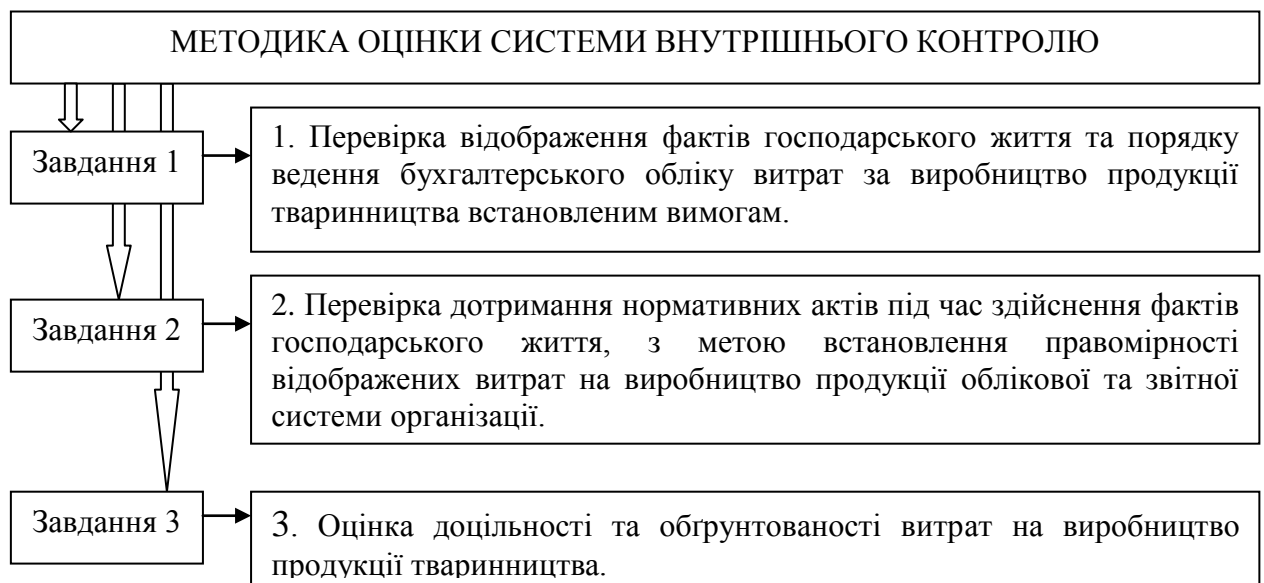 МЕТОДИКА ОЦІНКИ СИСТЕМИ ВНУТРІШНЬОГО КОНТРОЛЮ
Завдання 1
1. Перевірка відображення фактів господарського життя та порядку
ведення бухгалтерського обліку витрат за виробництво продукції
тваринництва встановленим вимогам.
Завдання 2
2. Перевірка дотримання нормативних актів під час здійснення фактів
господарського життя, з метою встановлення правомірності
відображених витрат на виробництво продукції облікової та звітної
системи організації.
Завдання 3
3. Оцінка доцільності та обґрунтованості витрат на виробництво
продукції тваринництва.